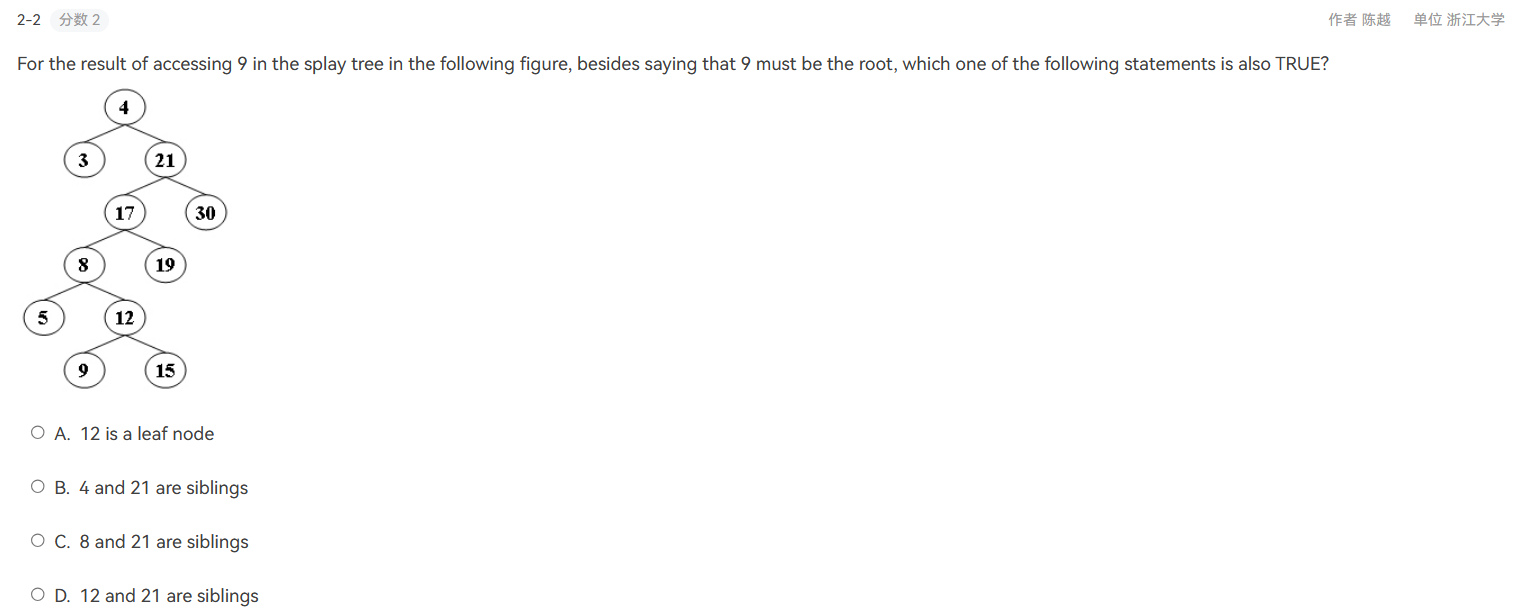 2-2 分数 2 作者 陈越 单位 浙江大学
For the result of accessing 9 in the splay tree in the following figure, besides saying that 9 must be the root, which one of the following statements is also TRUE?
4
3 21
17 30
8 19
5 12
9 15
A. 12 is a leaf node
B. 4 and 21 are siblings
C. 8 and 21 are siblings
D. 12 and 21 are siblings